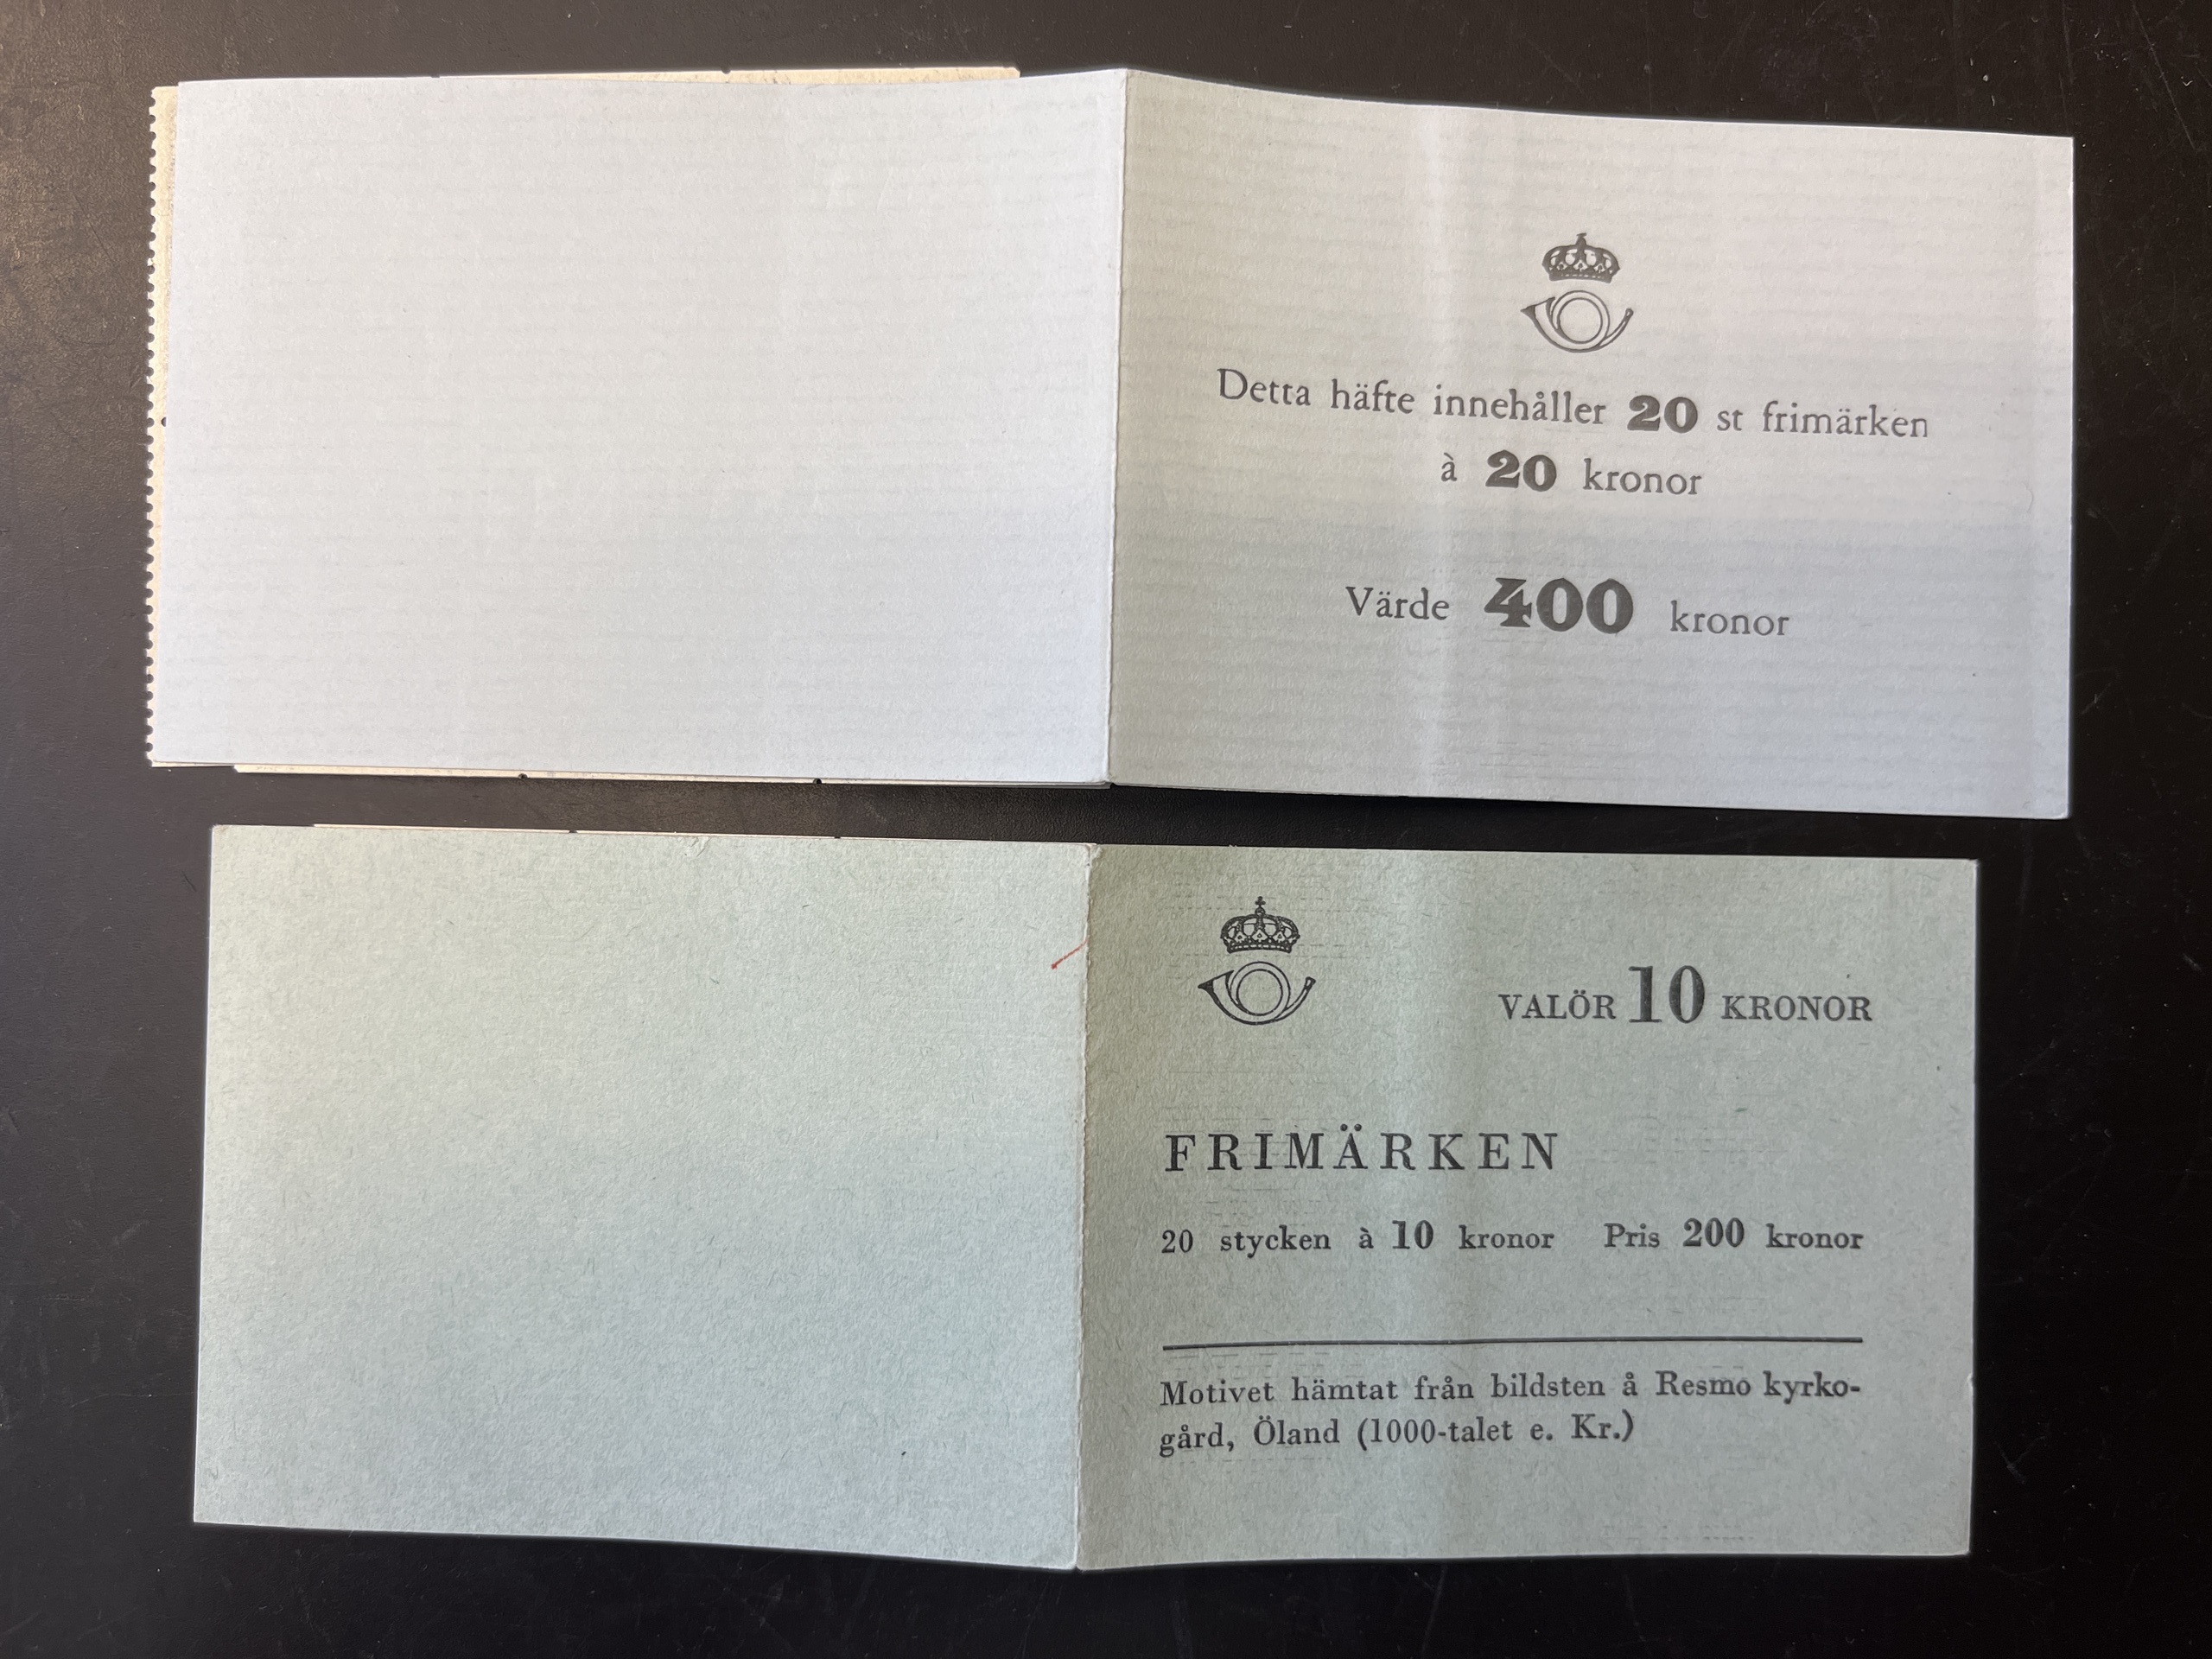 Detta häfte innehåller 20 st frimärken
à 20 kronor
Värde 400 kronor
VALÖR 10 KRONOR
FRIMÄRKEN
20 stycken à 10 kronor Pris 200 kronor
Motivet hämtat från bildsten å Resmo kyrko-
gård, Öland (1000-talet e. Kr.)